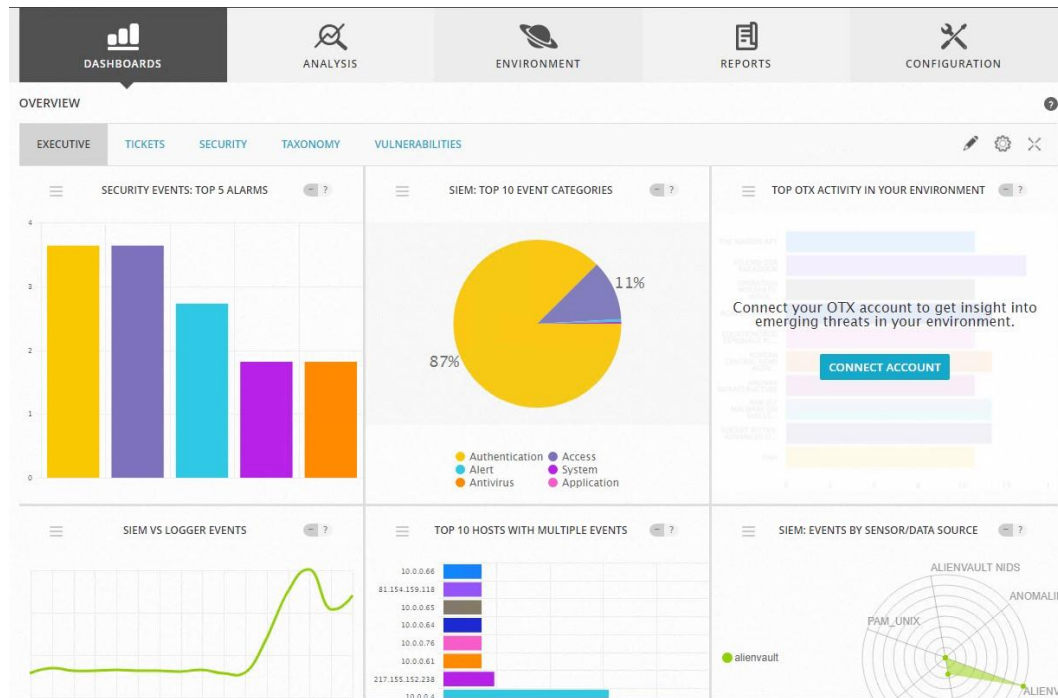 DASHBOARDS
ANALYSIS
ENVIRONMENT
REPORTS
CONFIGURATION
OVERVIEW
?
EXECUTIVE
TICKETS
SECURITY
TAXONOMY
VULNERABILITIES
SECURITY EVENTS: TOP 5 ALARMS
− ?
4
3
2
1
0
SIEM: TOP 10 EVENT CATEGORIES
− ?
11%
87%
Authentication Access
Alert System
Antivirus Application
TOP OTX ACTIVITY IN YOUR ENVIRONMENT
− ?
Connect your OTX account to get insight into
emerging threats in your environment.
CONNECT ACCOUNT
SIEM VS LOGGER EVENTS
− ?
TOP 10 HOSTS WITH MULTIPLE EVENTS
− ?
10.0.0.66
81.154.159.118
10.0.0.65
10.0.0.64
10.0.0.76
10.0.0.61
217.155.152.238
10.0.0.4
SIEM: EVENTS BY SENSOR/DATA SOURCE
− ?
ALIENVAULT NIDS
ANOMALI
PAM_UNIX
alienvault
ALIENV